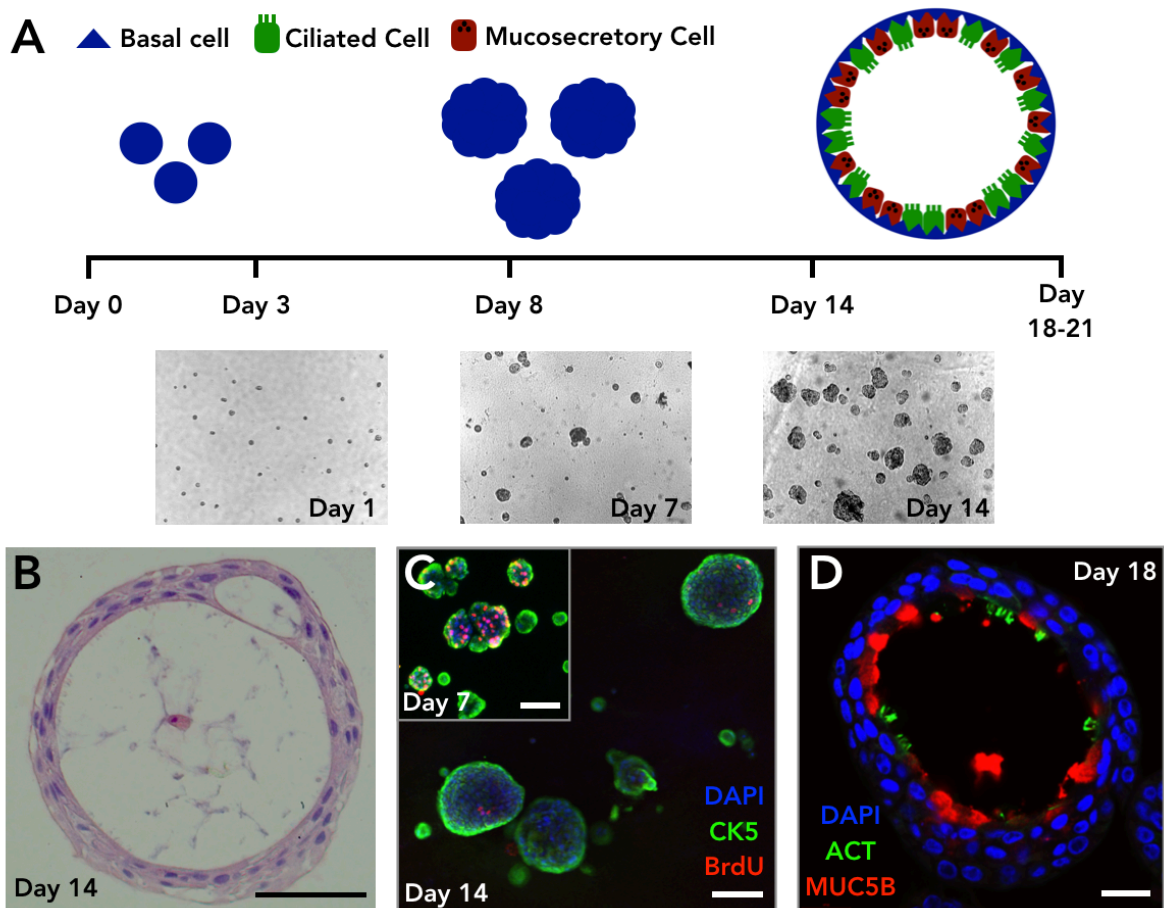 A
Basal cell
Ciliated Cell
Mucosecretory Cell
Day 0
Day 3
Day 8
Day 14
Day
18-21
Day 1
Day 7
Day 14
B
Day 14
C
Day 7
DAPI
CK5
BrdU
Day 14
D
Day 18
DAPI
ACT
MUC5B